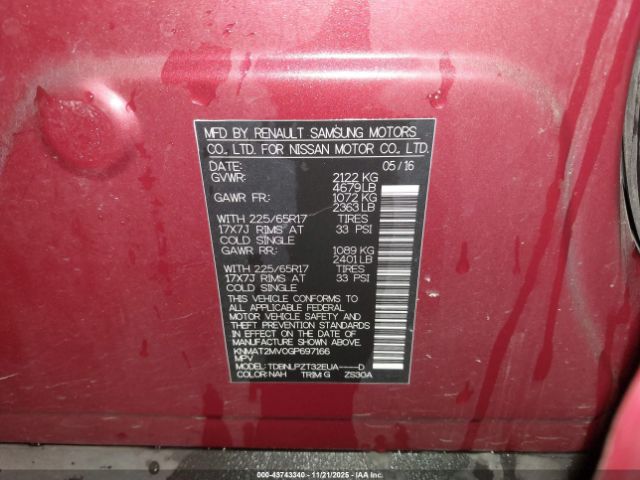 MFD BY RENAULT SAMSUNG MOTORS
CO., LTD. FOR NISSAN MOTOR CO., LTD.
DATE: 05/16
GVWR: 2122 KG
4679 LB
GAWR FR: 1072 KG
2363 LB
WITH 225/65R17 TIRES
17X7J RIMS AT 33 PSI
COLD SINGLE
GAWR RR: 1089 KG
2401 LB
WITH 225/65R17 TIRES
17X7J RIMS AT 33 PSI
COLD SINGLE
THIS VEHICLE CONFORMS TO
ALL APPLICABLE FEDERAL
MOTOR VEHICLE SAFETY AND
THEFT PREVENTION STANDARDS
IN EFFECT ON THE DATE OF
MANUFACTURE SHOWN ABOVE.
KNMAT2MV0GP697166
MPV
MODEL: TDBNLPZT32EUA----D
COLOR: NAH TRIM: G ZS30A
000-43743340 - 11/21/2025 - IAAI Inc. Copyright